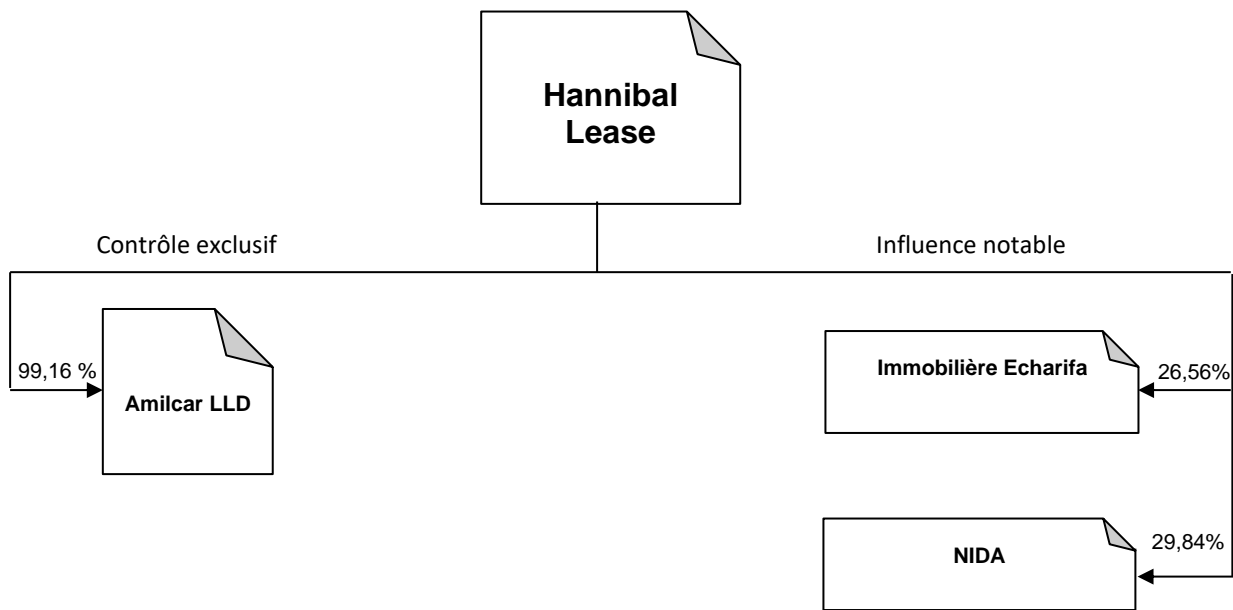 Hannibal
Lease
Contrôle exclusif
Influence notable
99,16 %
Amilcar LLD
Immobilière Echarifa
26,56%
NIDA
29,84%